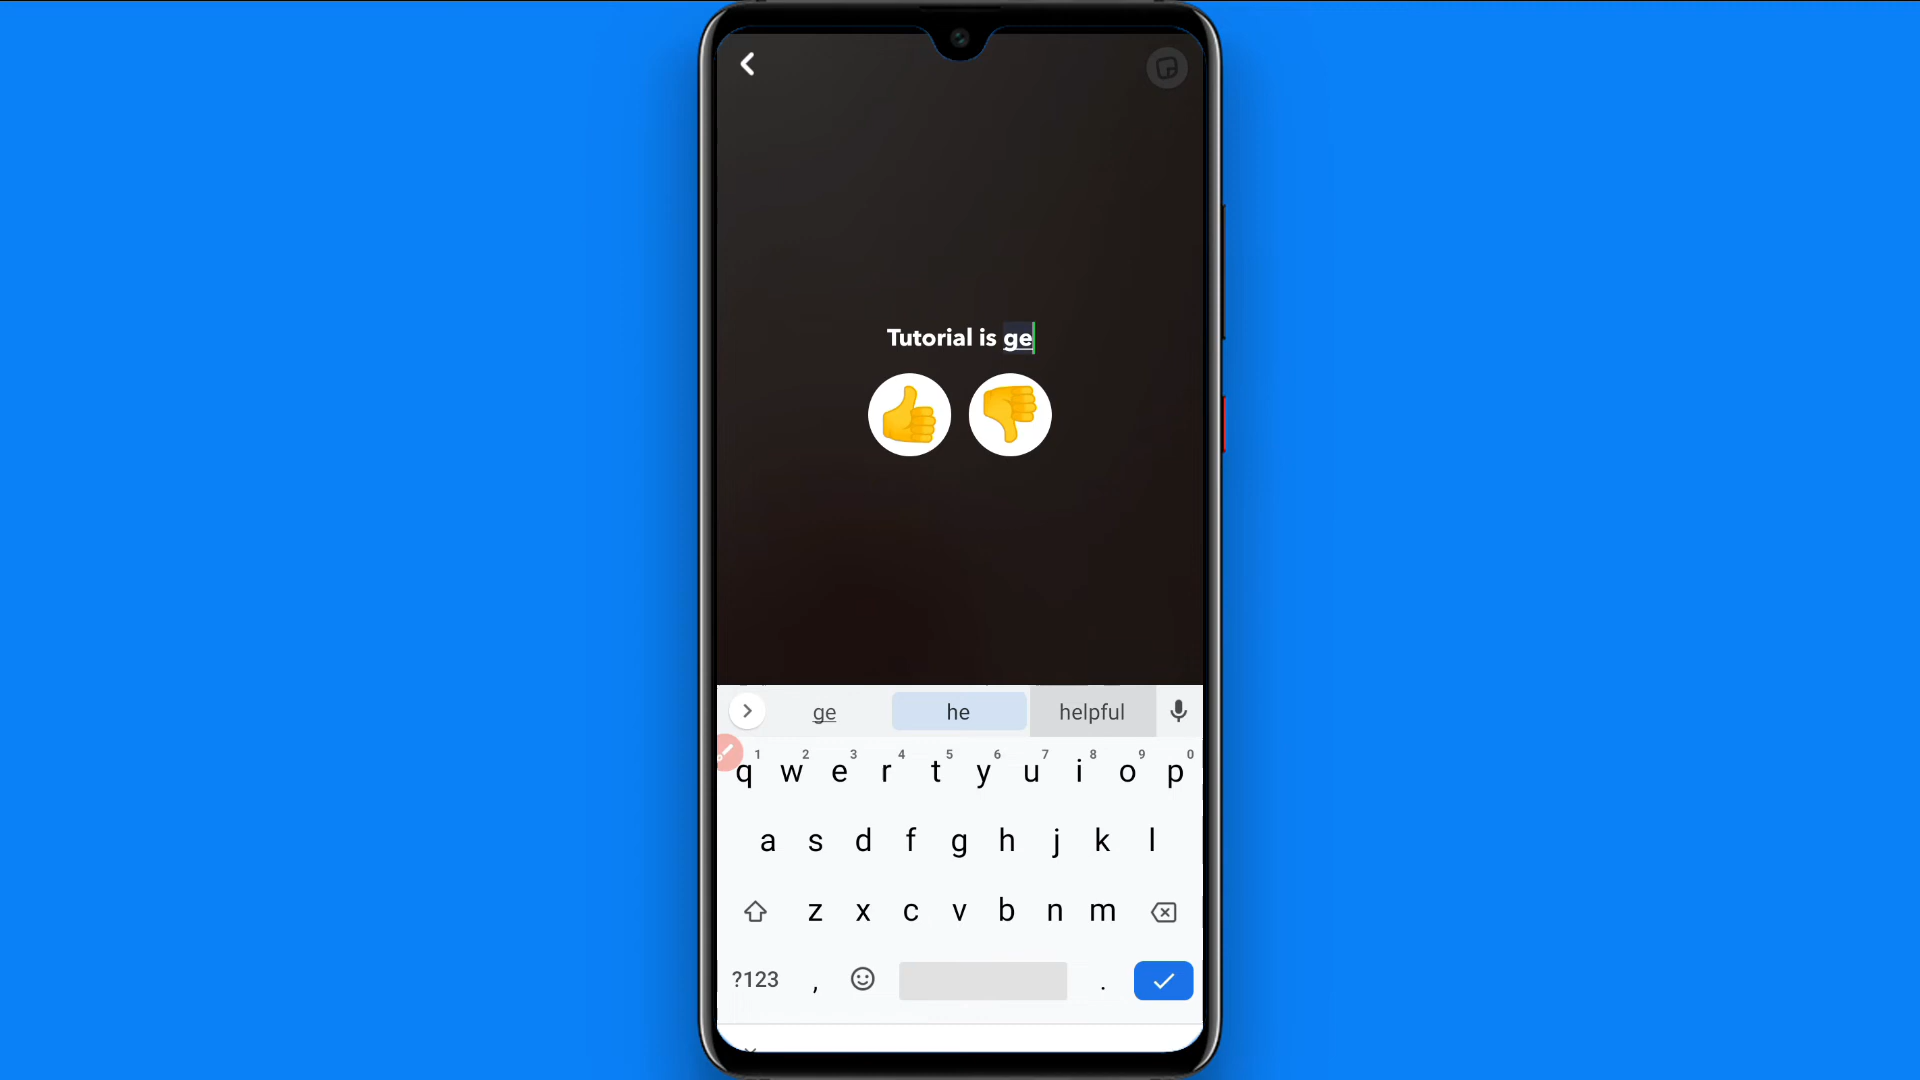 Tutorial is ge
ge he helpful
1 2 3 4 5 6 7 8 9 0
q w e r t y u i o p
a s d f g h j k l
z x c v b n m
?123 , .